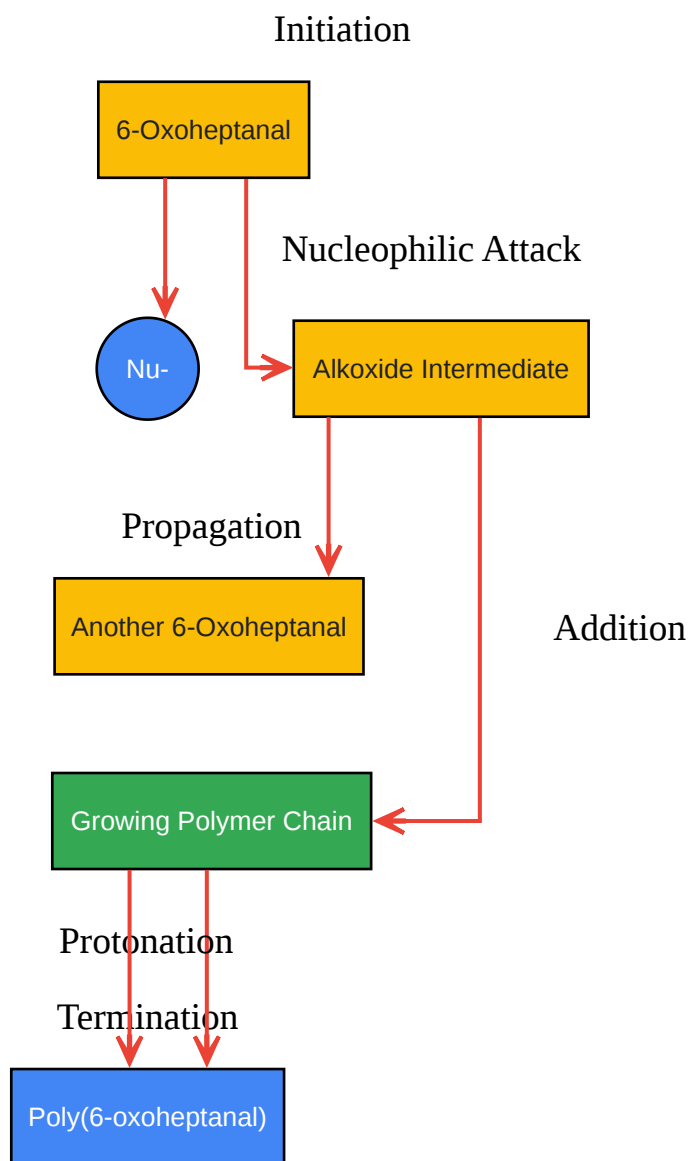 Initiation
6-Oxoheptanal
Nucleophilic Attack
Nu-
Alkoxide Intermediate
Propagation
Another 6-Oxoheptanal
Addition
Growing Polymer Chain
Protonation
Termination
Poly(6-oxoheptanal)